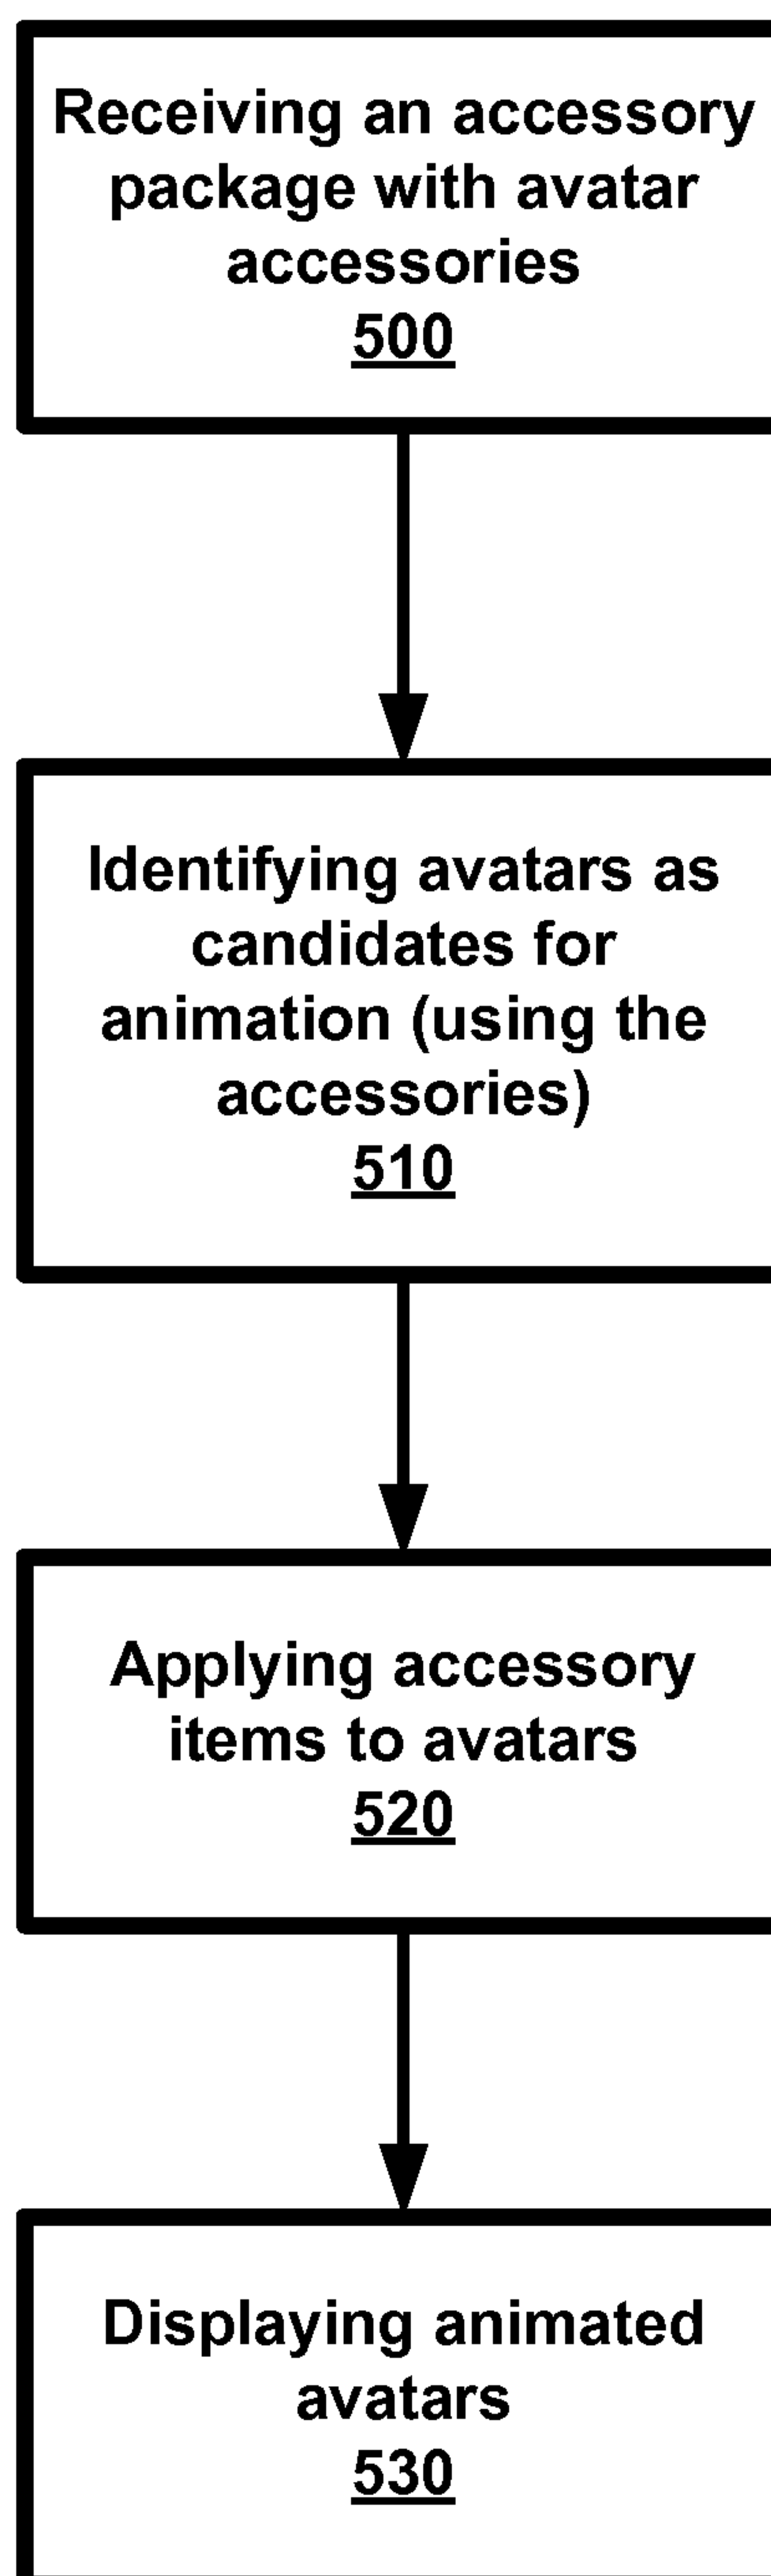 Receiving an accessory
package with avatar
accessories
500
Identifying avatars as
candidates for
animation (using the
accessories)
510
Applying accessory
items to avatars
520
Displaying animated
avatars
530